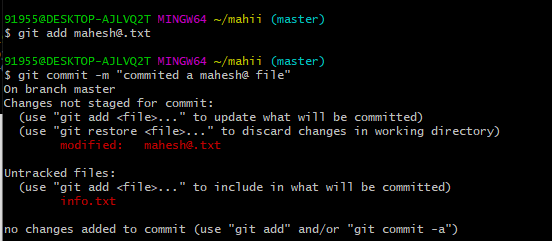 91955@DESKTOP-AJLVQ2T MINGW64 ~/mahii (master)
$ git add mahesh@.txt
91955@DESKTOP-AJLVQ2T MINGW64 ~/mahii (master)
$ git commit -m "commited a mahesh@ file"
On branch master
Changes not staged for commit:
(use "git add <file>..." to update what will be committed)
(use "git restore <file>..." to discard changes in working directory)
modified: mahesh@.txt
Untracked files:
(use "git add <file>..." to include in what will be committed)
info.txt
no changes added to commit (use "git add" and/or "git commit -a")